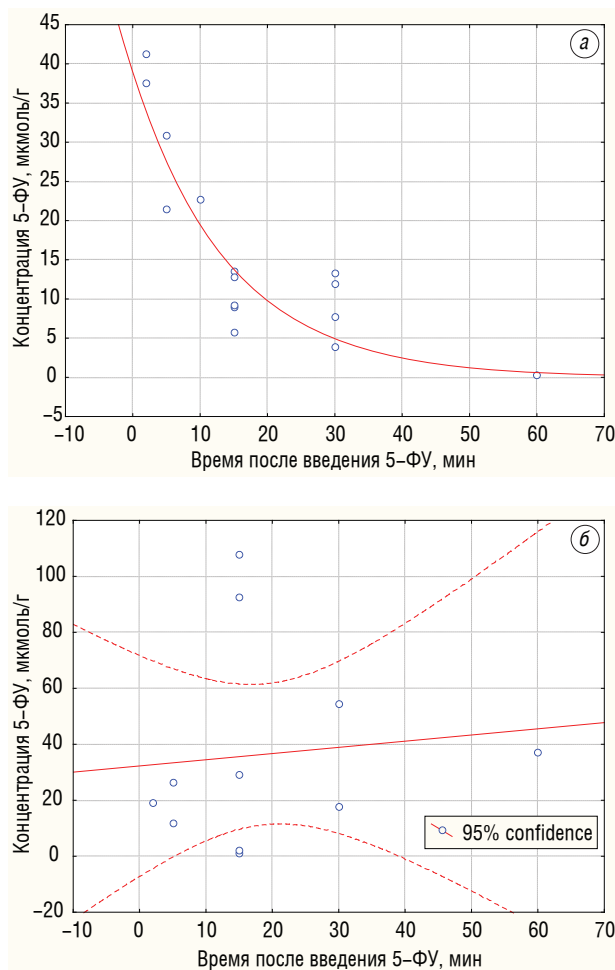 а
Концентрация 5–ФУ, мкмоль/г
45
40
35
30
25
20
15
10
5
0
–5
–10 0 10 20 30 40 50 60 70
Время после введения 5–ФУ, мин
б
Концентрация 5–ФУ, мкмоль/г
120
100
80
60
40
20
0
–20
95% confidence
–10 0 10 20 30 40 50 60 70
Время после введения 5–ФУ, мин